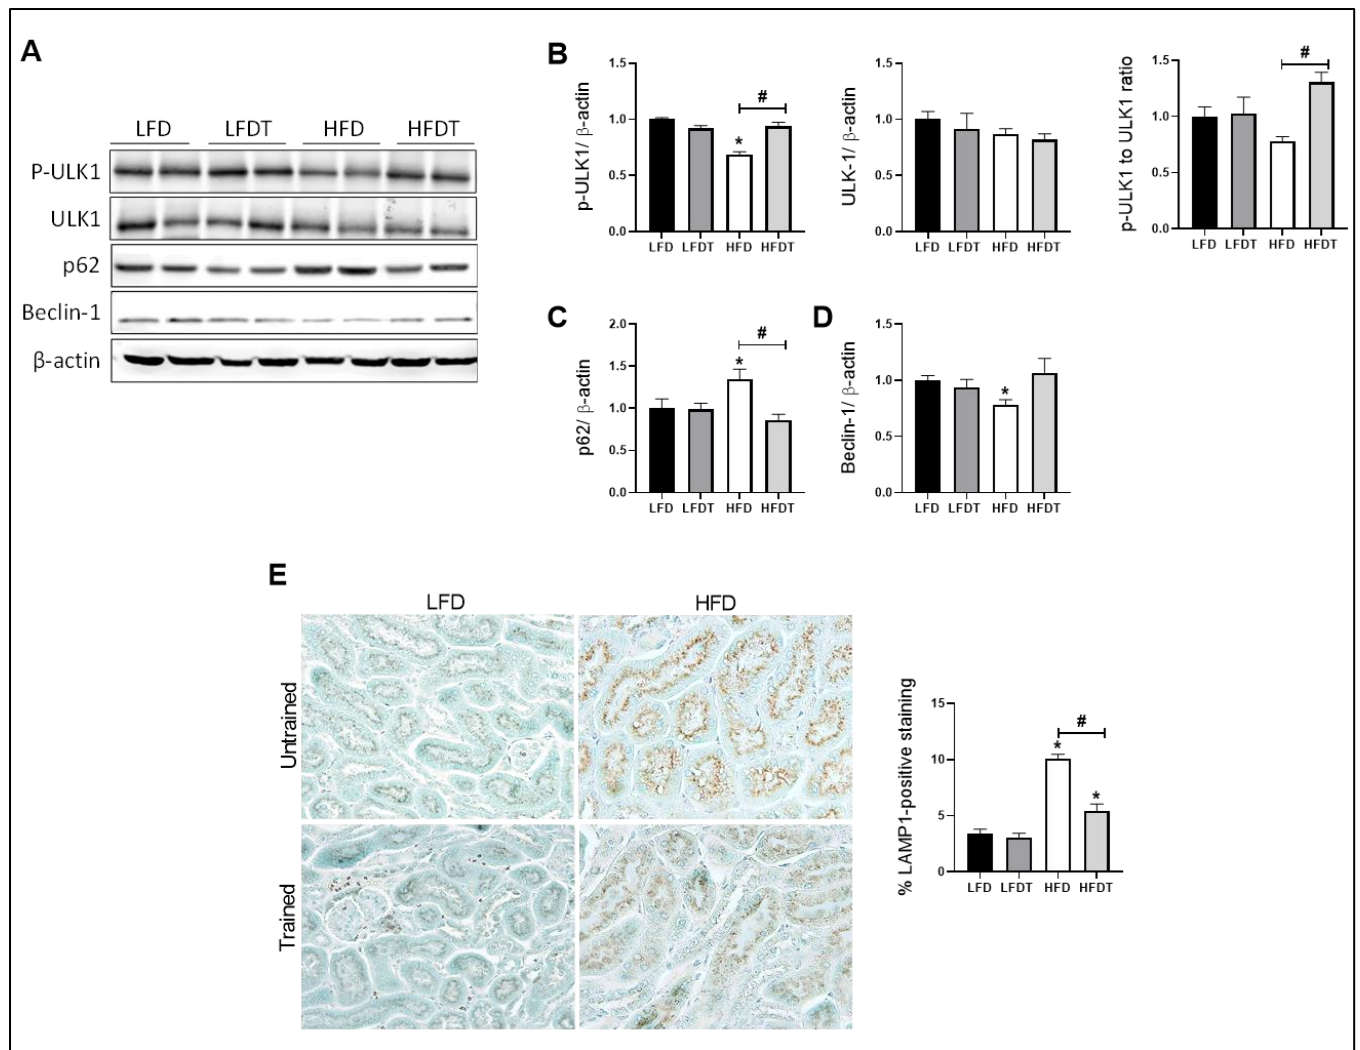 A
LFD LFDT HFD HFDT
P-ULK1
ULK1
p62
Beclin-1
β-actin
B
p-ULK1/ β-actin
1.5
1.0
0.5
0.0
#
*
LFD LFDT HFD HFDT
ULK-1/ β-actin
1.5
1.0
0.5
0.0
LFD LFDT HFD HFDT
p-ULK1 to ULK1 ratio
1.5
1.0
0.5
0.0
#
LFD LFDT HFD HFDT
C
p62/ β-actin
2.0
1.5
1.0
0.5
0.0
#
*
LFD LFDT HFD HFDT
D
Beclin-1/ β-actin
1.5
1.0
0.5
0.0
*
LFD LFDT HFD HFDT
E
LFD HFD
Untrained
Trained
% LAMP1-positive staining
15
10
5
0
#
*
*
LFD LFDT HFD HFDT